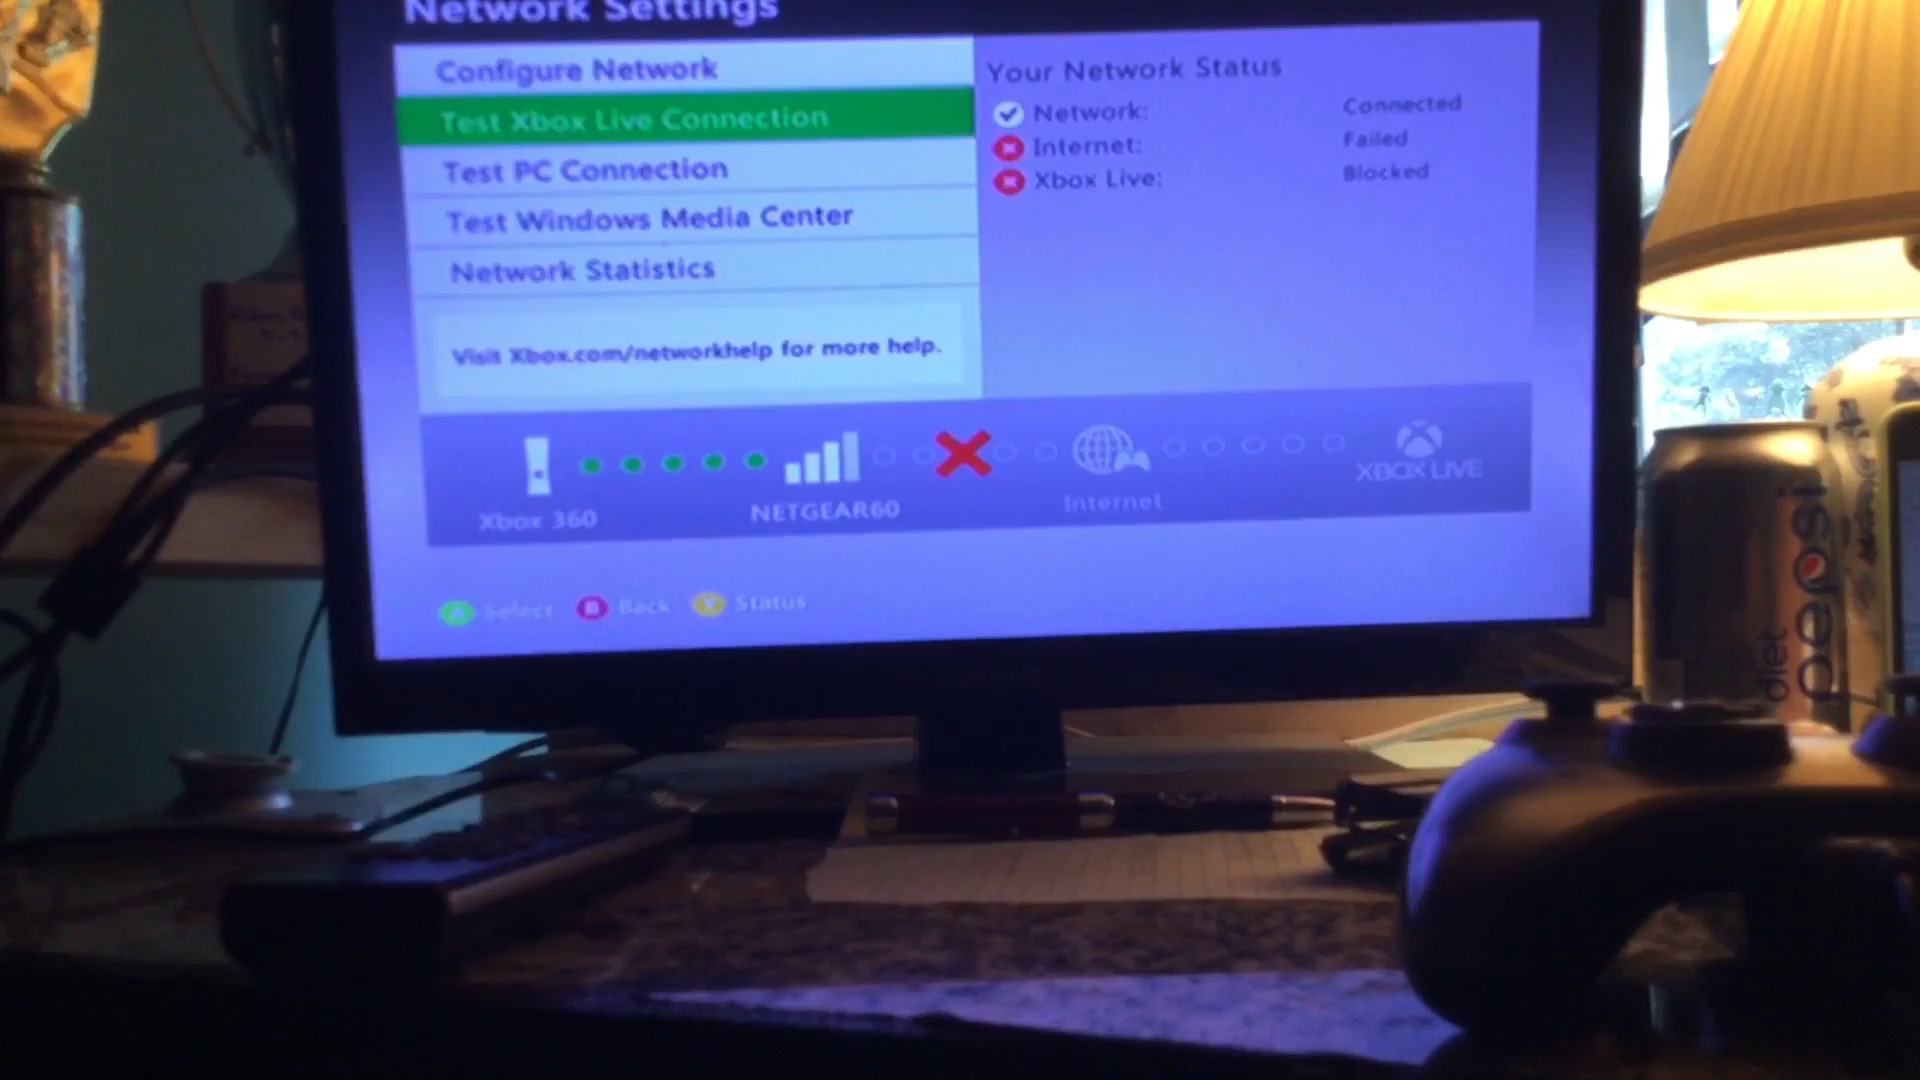 Network Settings
Configure Network
Test Xbox Live Connection
Test PC Connection
Test Windows Media Center
Network Statistics
Visit Xbox.com/networkhelp for more help.
Your Network Status
Network: Connected
Internet: Failed
Xbox Live: Blocked
Xbox 360
NETGEAR60
Internet
XBOX LIVE
A Select B Back Y Status
diet
pepsi